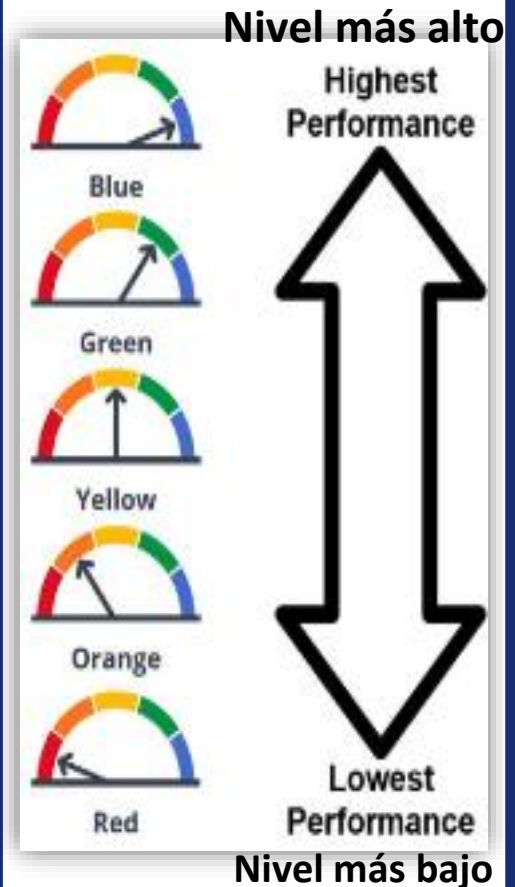 Nivel más alto
Highest
Performance
Blue
Green
Yellow
Orange
Red
Lowest
Performance
Nivel más bajo